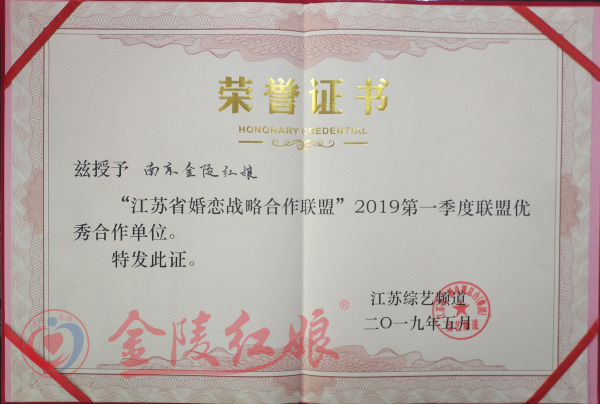 荣誉证书
HONORARY CREDENTIAL
兹授予 南京金陵红娘
“江苏省婚恋战略合作联盟”2019第一季度联盟优
秀合作单位。
特发此证。
江苏综艺频道
二〇一九年五月
金陵红娘®